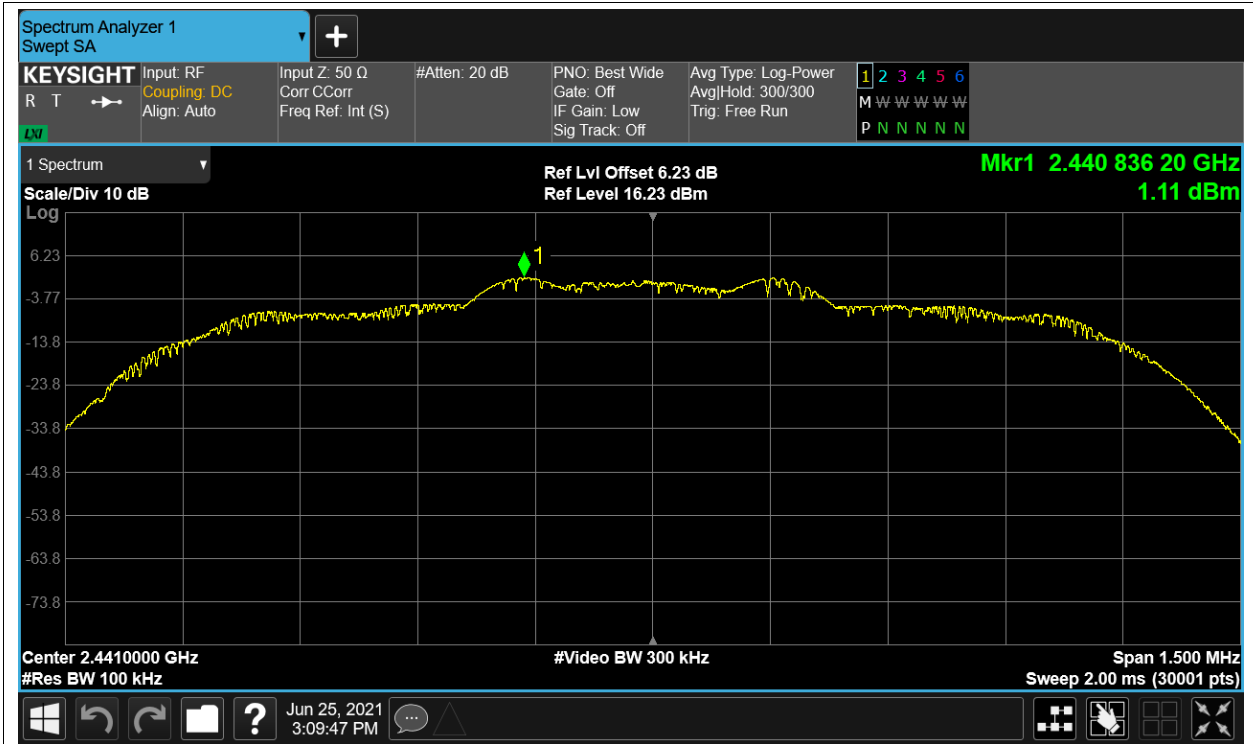 Spectrum Analyzer 1
Swept SA
KEYSIGHT
R T
LXI
Input: RF
Coupling: DC
Align: Auto
Input Z: 50 Ω
Corr CCorr
Freq Ref: Int (S)
#Atten: 20 dB
PNO: Best Wide
Gate: Off
IF Gain: Low
Sig Track: Off
Avg Type: Log-Power
Avg|Hold: 300/300
Trig: Free Run
1 2 3 4 5 6
M W W W W W
P N N N N N
1 Spectrum
Scale/Div 10 dB
Log
Ref Lvl Offset 6.23 dB
Ref Level 16.23 dBm
Mkr1 2.440 836 20 GHz
1.11 dBm
1
6.23
-3.77
-13.8
-23.8
-33.8
-43.8
-53.8
-63.8
-73.8
Center 2.4410000 GHz
#Res BW 100 kHz
#Video BW 300 kHz
Span 1.500 MHz
Sweep 2.00 ms (30001 pts)
?
Jun 25, 2021
3:09:47 PM